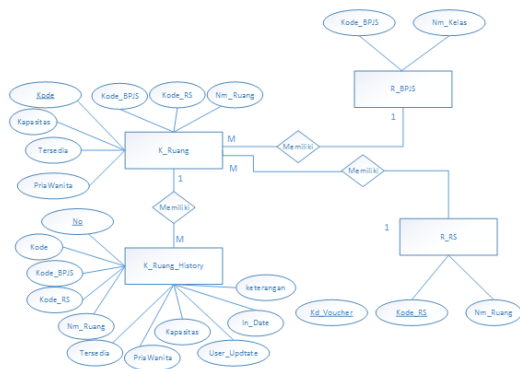 Kode_BPJS
Nm_Kelas
R_BPJS
1
Kode
Kode_BPJS
Kode_RS
Nm_Ruang
Kapasitas
Tersedia
PriaWanita
K_Ruang
M
Memiliki
M
Memiliki
1
Memiliki
M
1
R_RS
No
Kode
Kode_BPJS
Kode_RS
Nm_Ruang
Tersedia
PriaWanita
Kapasitas
User_Updtate
In_Date
keterangan
K_Ruang_History
Kd_Voucher
Kode_RS
Nm_Ruang